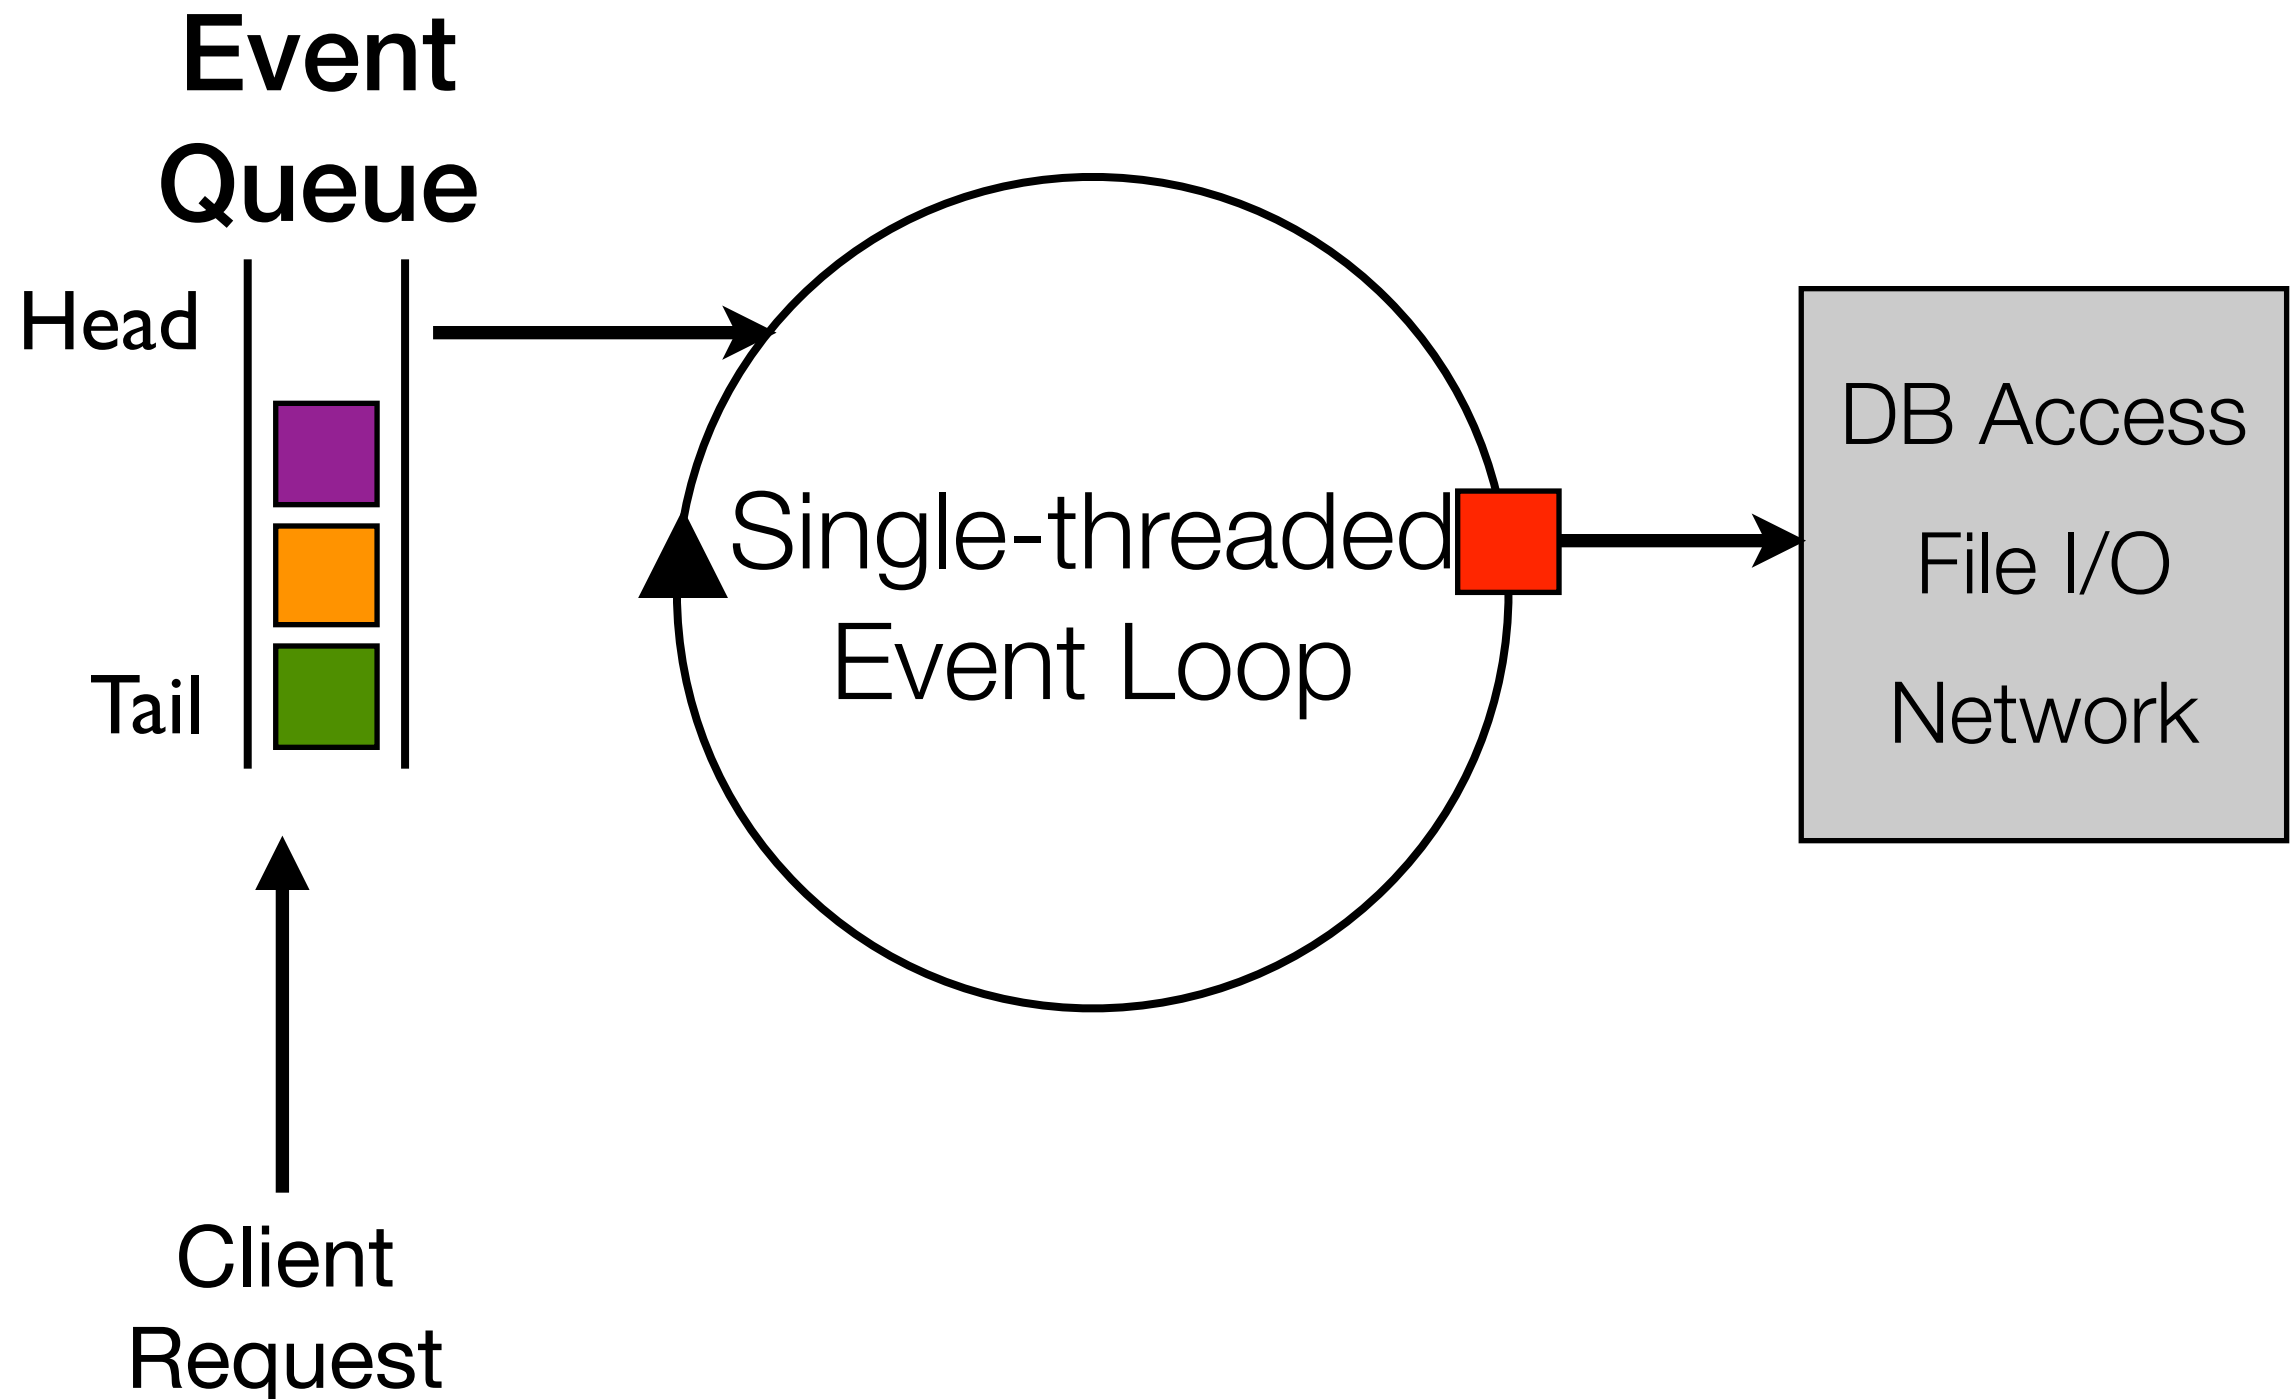 Event
Queue
Head
Tail
Client
Request
Single-threaded
Event Loop
DB Access
File I/O
Network